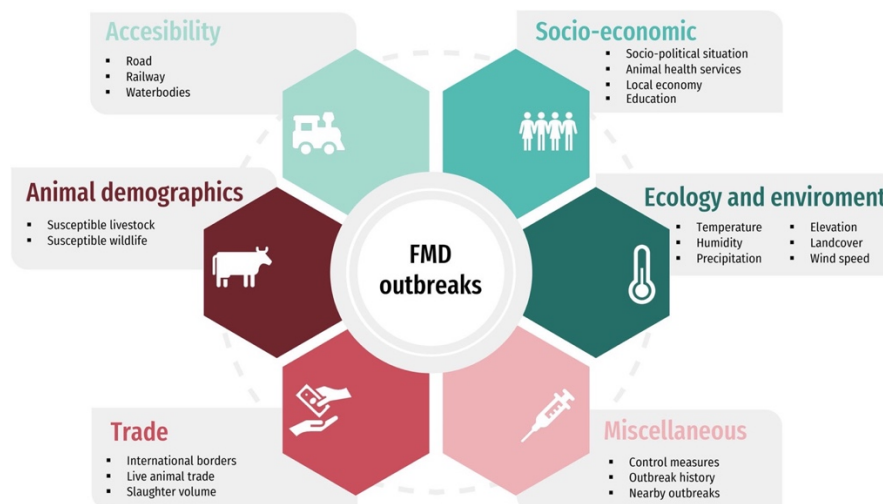 Accesibility
Road
Railway
Waterbodies
Socio-economic
Socio-political situation
Animal health services
Local economy
Education
Animal demographics
Susceptible livestock
Susceptible wildlife
FMD
outbreaks
Ecology and enviroment
Temperature
Humidity
Precipitation
Elevation
Landcover
Wind speed
Trade
International borders
Live animal trade
Slaughter volume
Miscellaneous
Control measures
Outbreak history
Nearby outbreaks